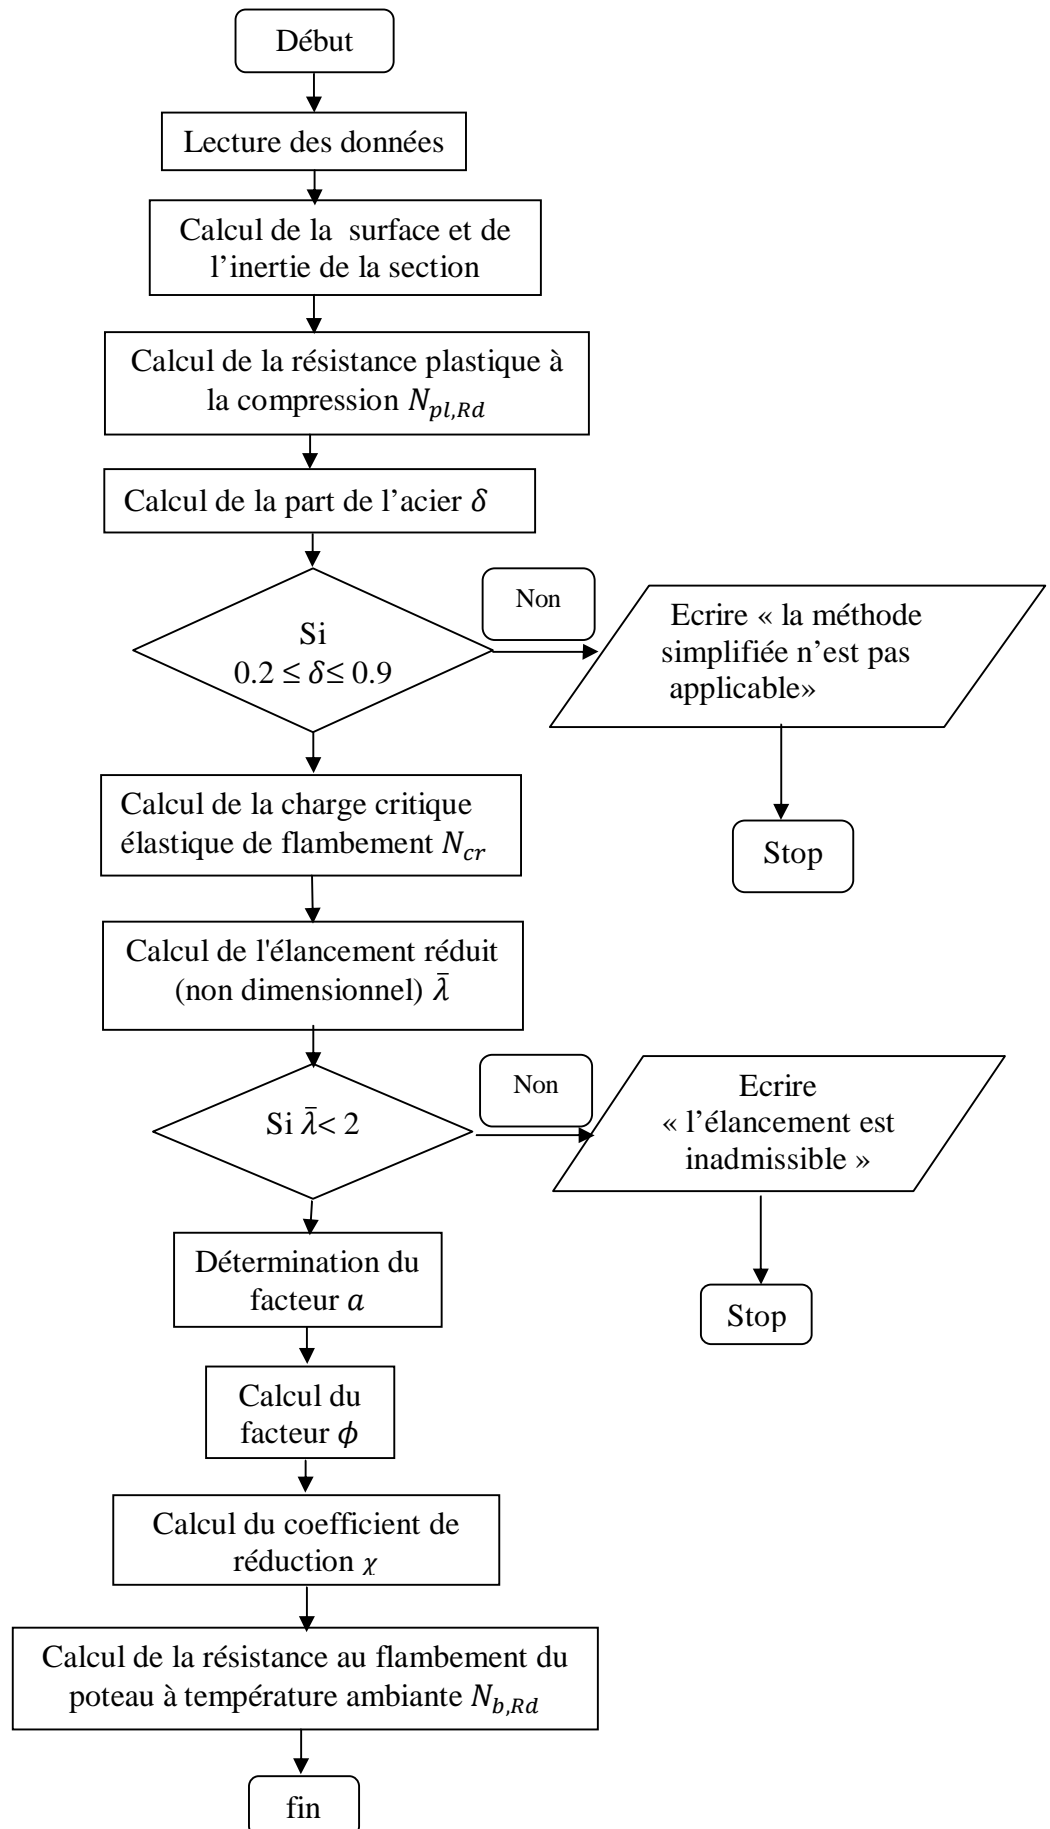 Début
Lecture des données
Calcul de la surface et de
l’inertie de la section
Calcul de la résistance plastique à
la compression N_{pl,Rd}
Calcul de la part de l’acier δ
Si
0.2 ≤ δ≤ 0.9
Non
Ecrire « la méthode
simplifiée n’est pas
applicable»
Stop
Calcul de la charge critique
élastique de flambement N_{cr}
Calcul de l'élancement réduit
(non dimensionnel) λ̄
Si λ̄< 2
Non
Ecrire
« l’élancement est
inadmissible »
Stop
Détermination du
facteur a
Calcul du
facteur ϕ
Calcul du coefficient de
réduction χ
Calcul de la résistance au flambement du
poteau à température ambiante N_{b,Rd}
fin